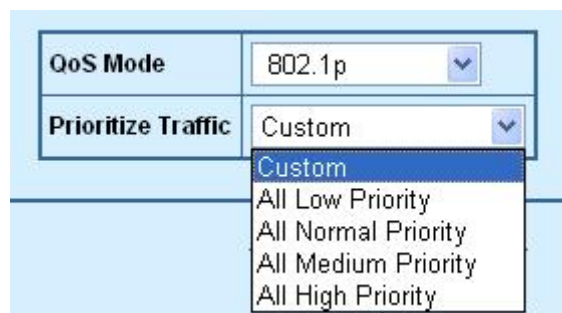 QoS Mode 802.1p
Prioritize Traffic Custom
Custom
All Low Priority
All Normal Priority
All Medium Priority
All High Priority